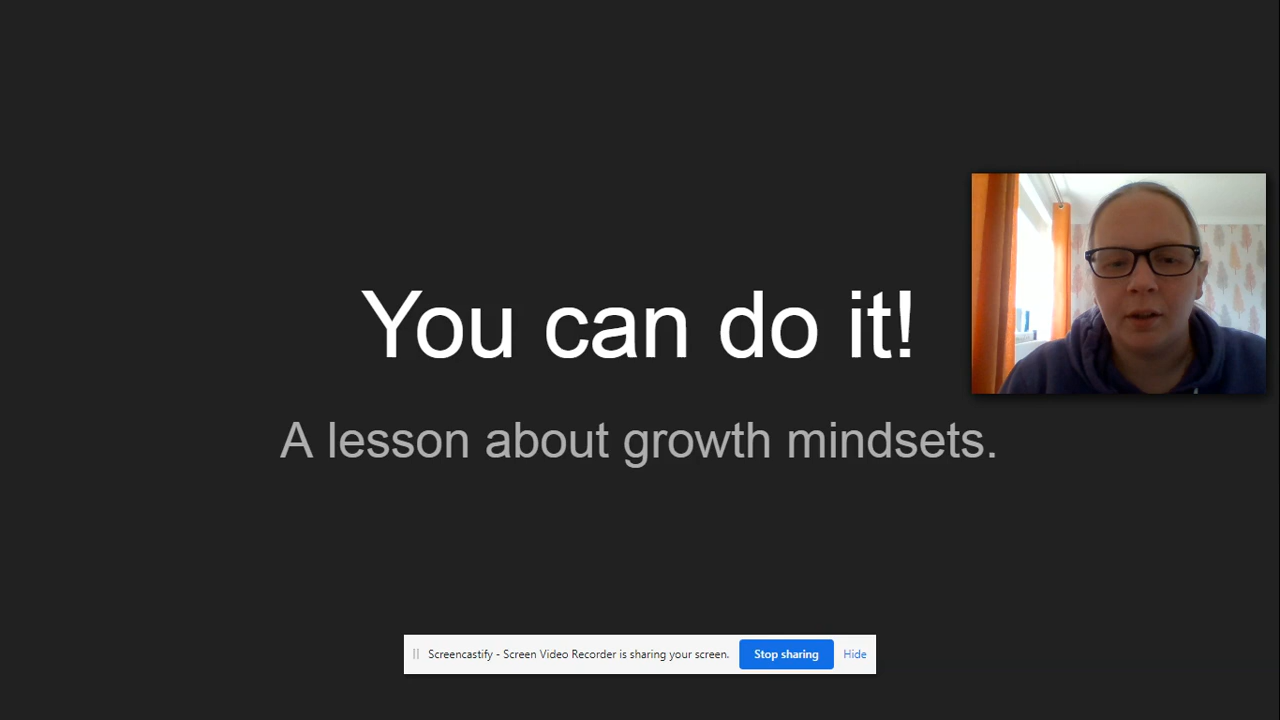 You can do it!
A lesson about growth mindsets.
Screencastify - Screen Video Recorder is sharing your screen. Stop sharing Hide